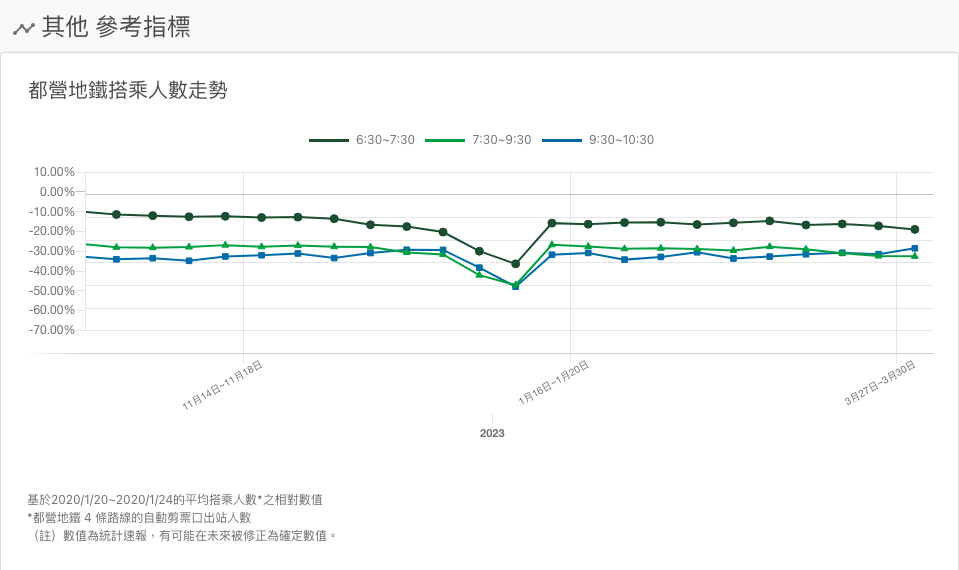 其他 參考指標
都營地鐵搭乘人數走勢
6:30~7:30 7:30~9:30 9:30~10:30
10.00%
0.00%
-10.00%
-20.00%
-30.00%
-40.00%
-50.00%
-60.00%
-70.00%
11月14日~11月18日 1月16日~1月20日 3月27日~3月30日
2023
基於2020/1/20~2020/1/24的平均搭乘人數*之相對數值
*都營地鐵 4 條路線的自動剪票口出站人數
（註）數值為統計速報，有可能在未來被修正為確定數值。